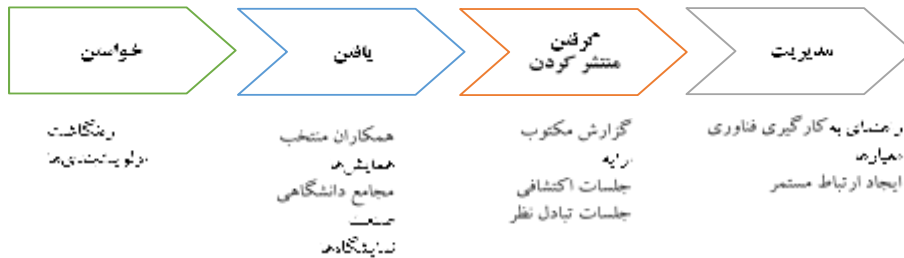 خواستن
یافتن
گرفتن
منتشر کردن
مدیریت
رهنگاشت
اولویت‌بندی‌ها
همکاران منتخب
همایش‌ها
مجامع دانشگاهی
صنعت
نمایشگاه‌ها
گزارش مکتوب
ارایه
جلسات اکتشافی
جلسات تبادل نظر
راهنمای به کارگیری فناوری
معیارها
ایجاد ارتباط مستمر